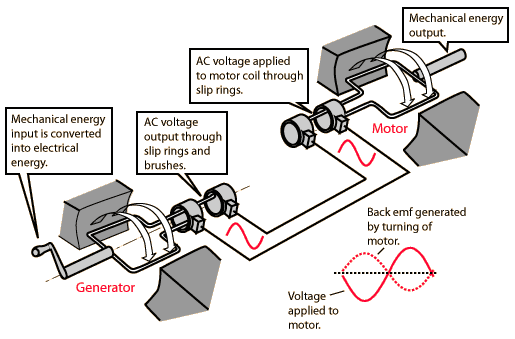 Mechanical energy
output.
AC voltage applied
to motor coil through
slip rings.
Motor
Mechanical energy
input is converted
into electrical
energy.
AC voltage
output through
slip rings and
brushes.
Generator
Back emf generated
by turning of
motor.
Voltage
applied to
motor.